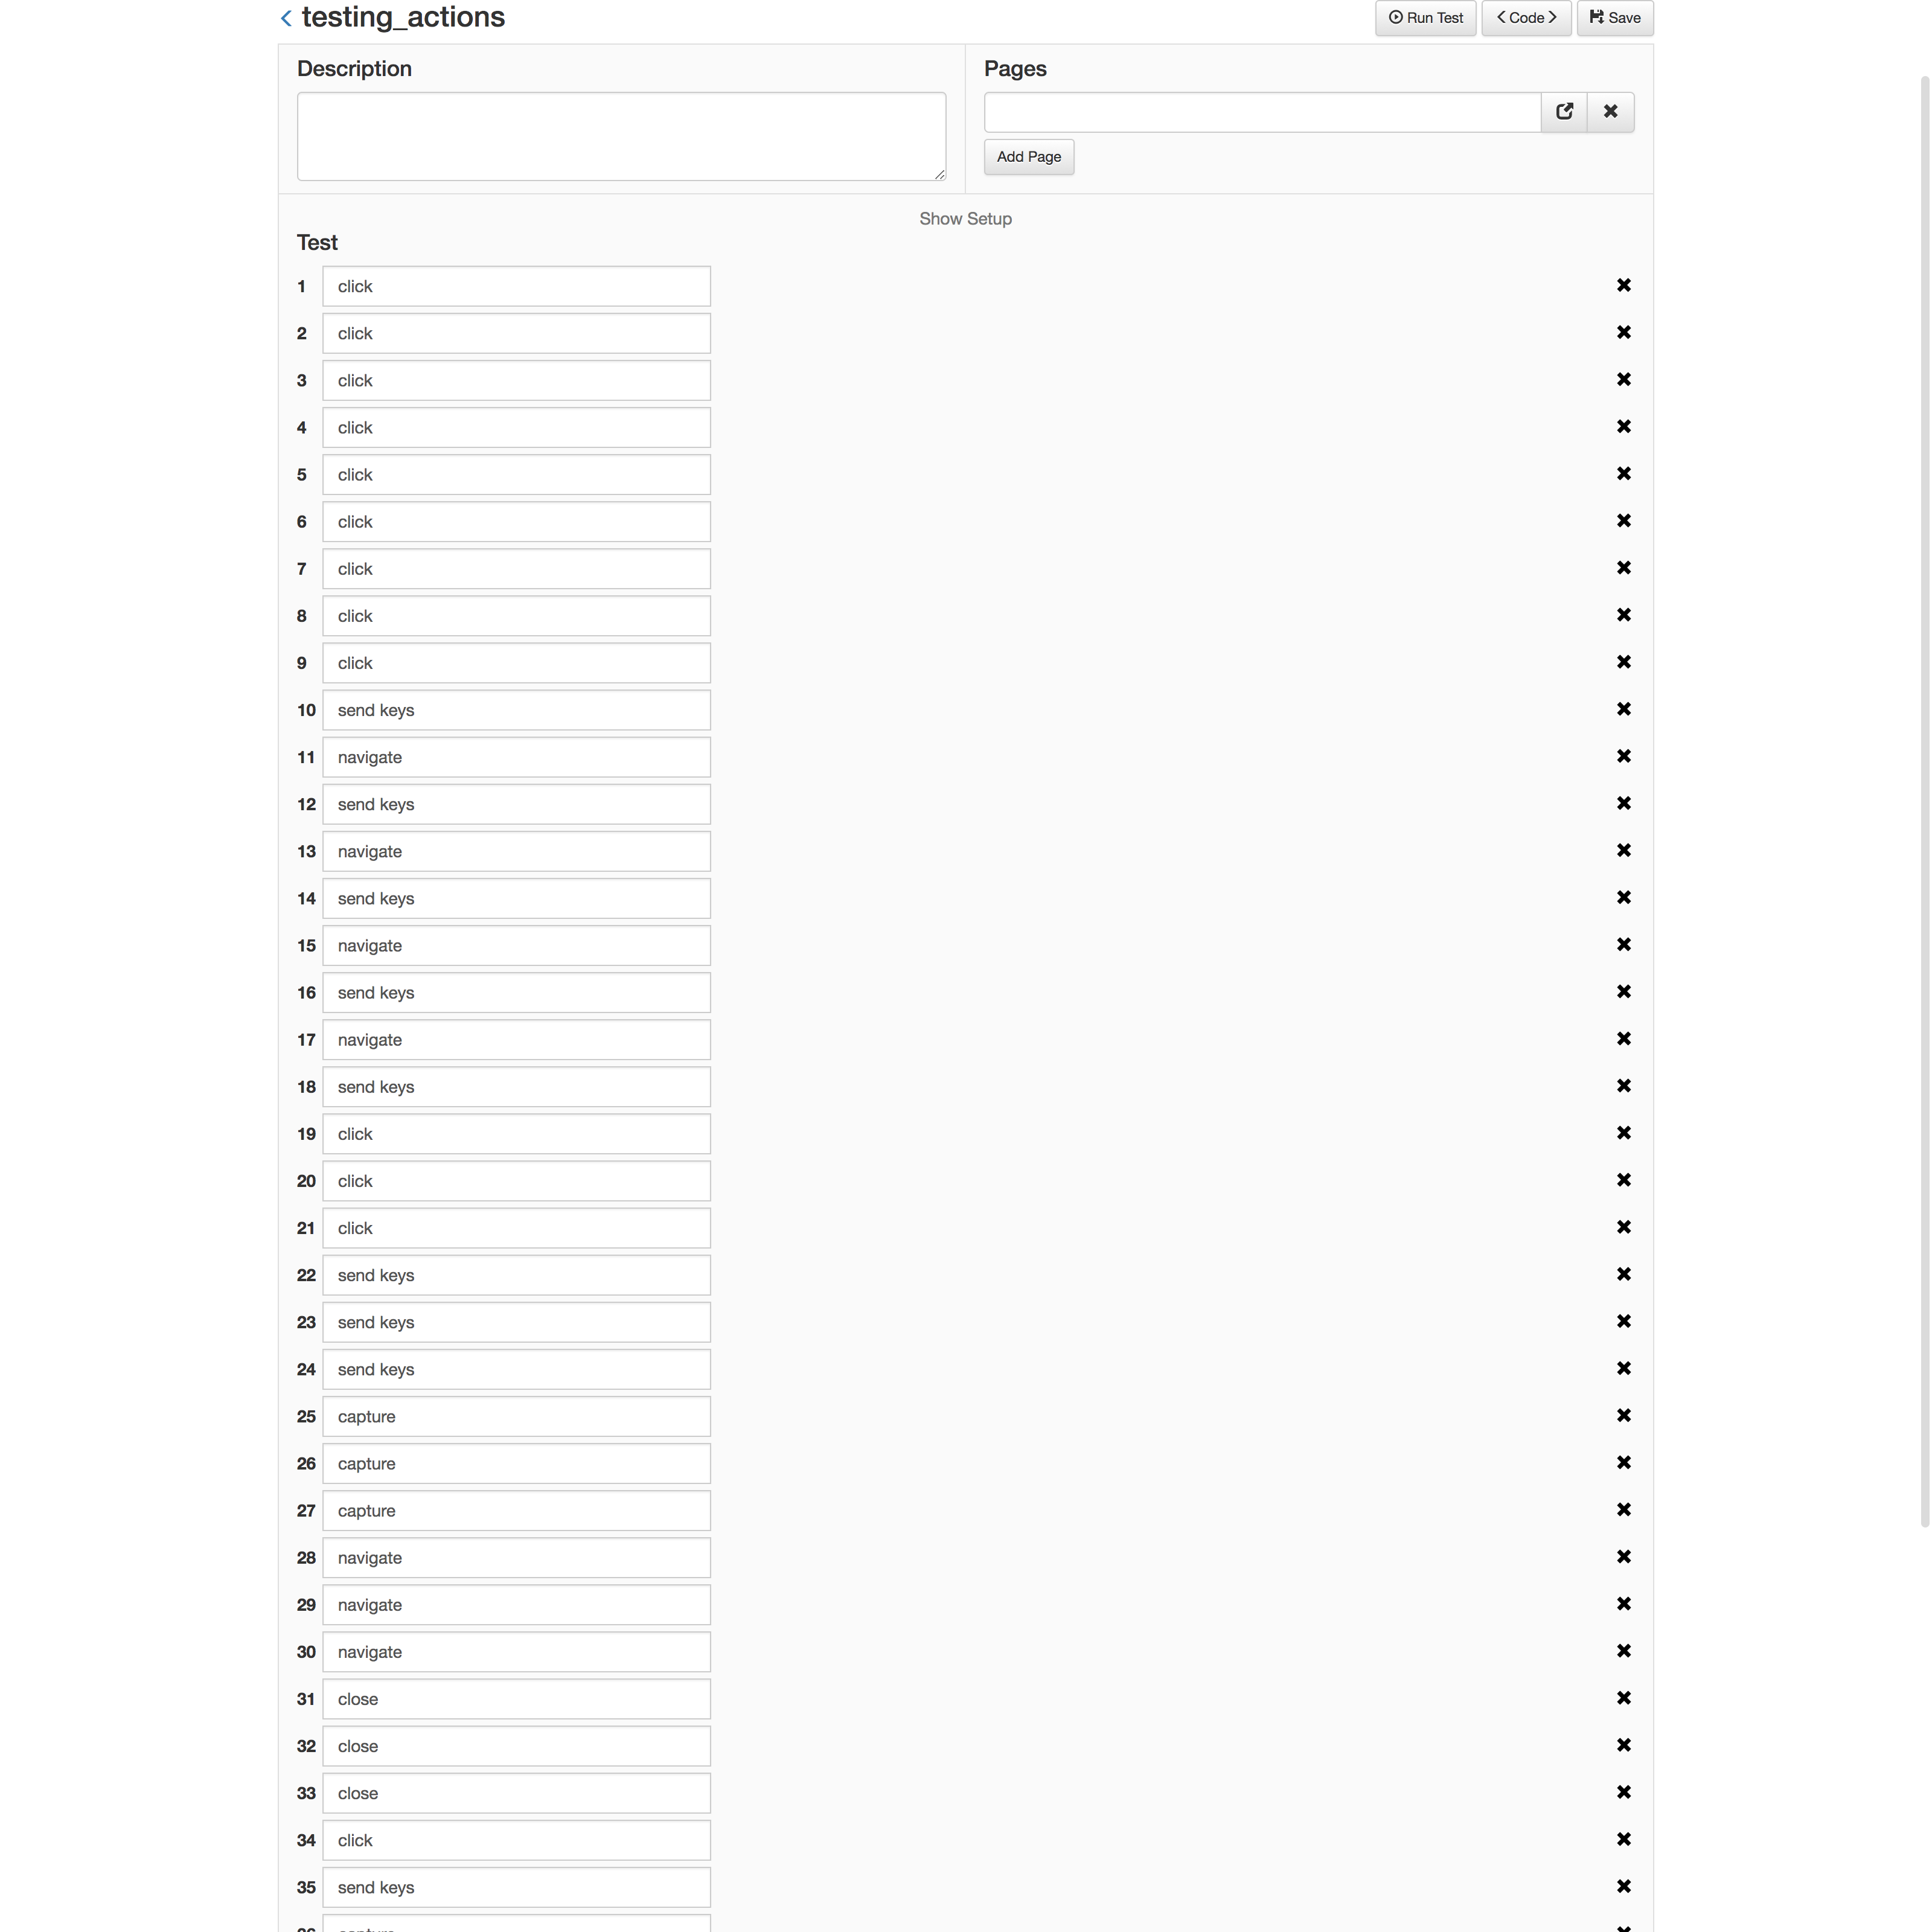 testing_actions
Run Test
Code
Save
Description
Pages
Add Page
Show Setup
Test
1 click
2 click
3 click
4 click
5 click
6 click
7 click
8 click
9 click
10 send keys
11 navigate
12 send keys
13 navigate
14 send keys
15 navigate
16 send keys
17 navigate
18 send keys
19 click
20 click
21 click
22 send keys
23 send keys
24 send keys
25 capture
26 capture
27 capture
28 navigate
29 navigate
30 navigate
31 close
32 close
33 close
34 click
35 send keys